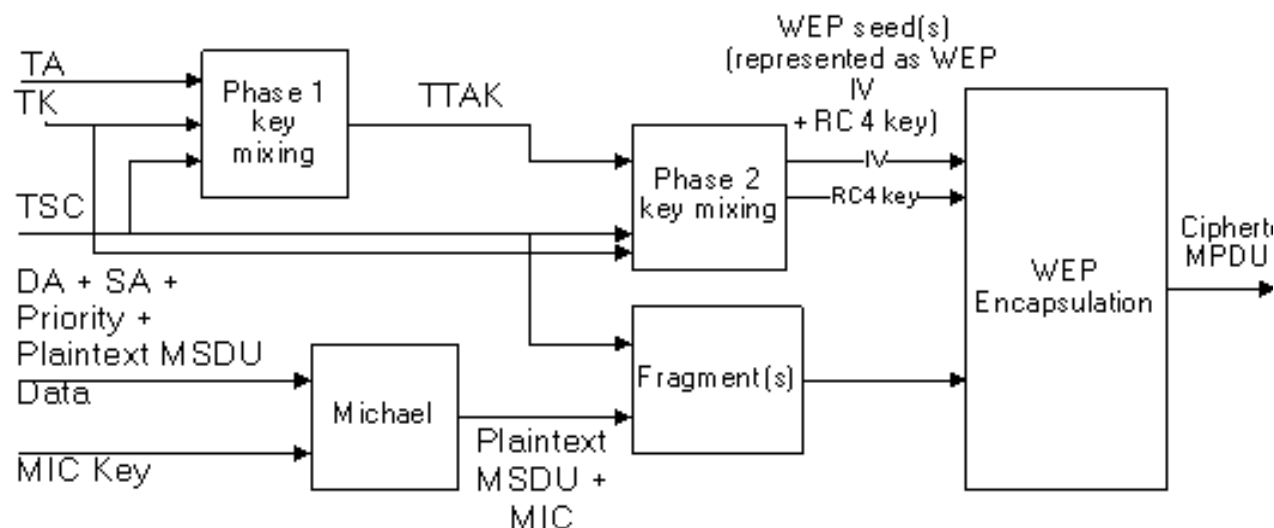 WEP seed(s)
(represented as WEP
IV
+ RC4 key)
TA
TK
Phase 1
key
mixing
TTAK
IV
RC4 key
Phase 2
key mixing
TSC
DA + SA +
Priority +
Plaintext MSDU
Data
MIC Key
Michael
Plaintext
MSDU +
MIC
Fragment(s)
WEP
Encapsulation
MPDU